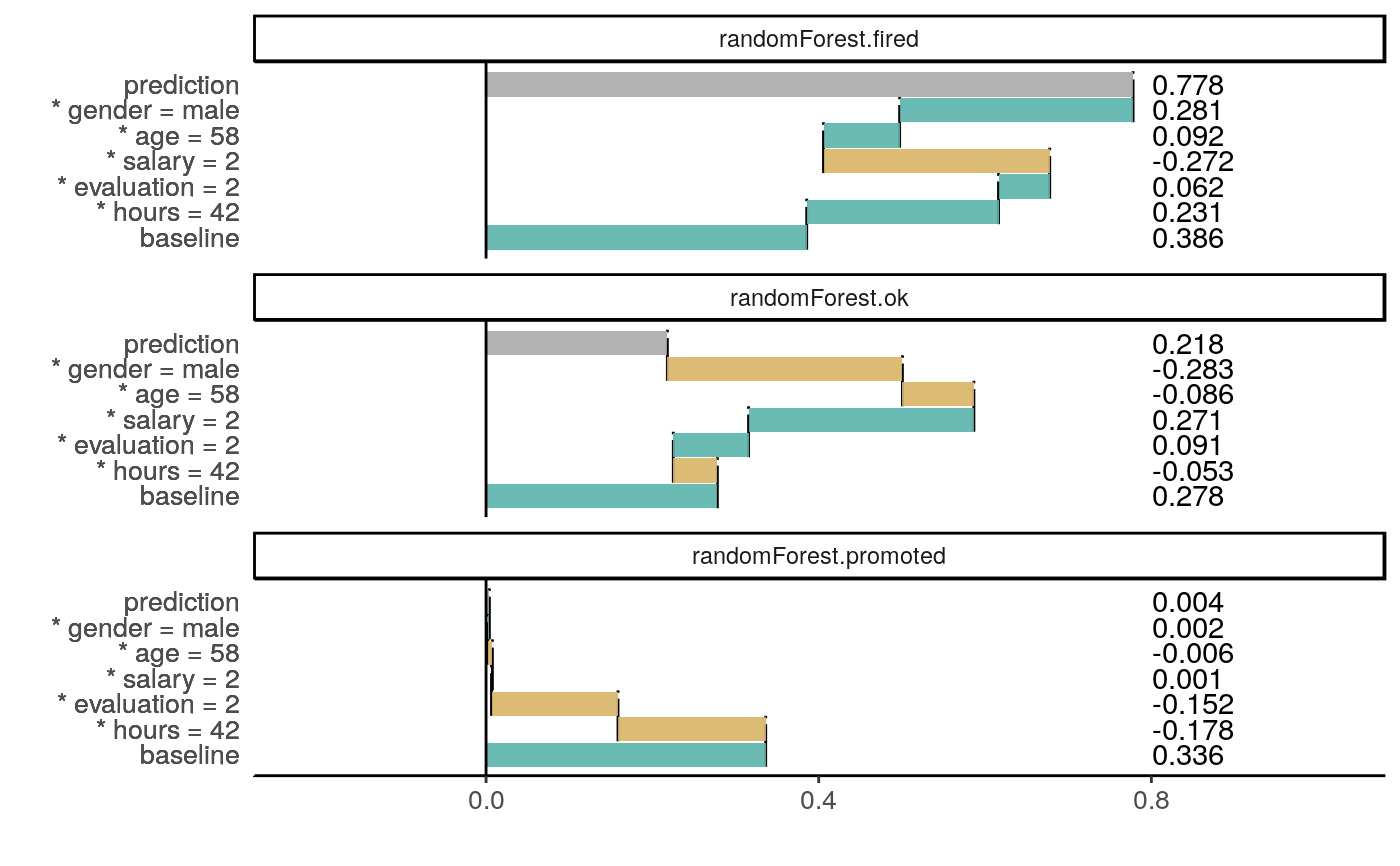 randomForest.fired
prediction 0.778
* gender = male 0.281
* age = 58 0.092
* salary = 2 -0.272
* evaluation = 2 0.062
* hours = 42 0.231
baseline 0.386
randomForest.ok
prediction 0.218
* gender = male -0.283
* age = 58 -0.086
* salary = 2 0.271
* evaluation = 2 0.091
* hours = 42 -0.053
baseline 0.278
randomForest.promoted
prediction 0.004
* gender = male 0.002
* age = 58 -0.006
* salary = 2 0.001
* evaluation = 2 -0.152
* hours = 42 -0.178
baseline 0.336
0.0 0.4 0.8